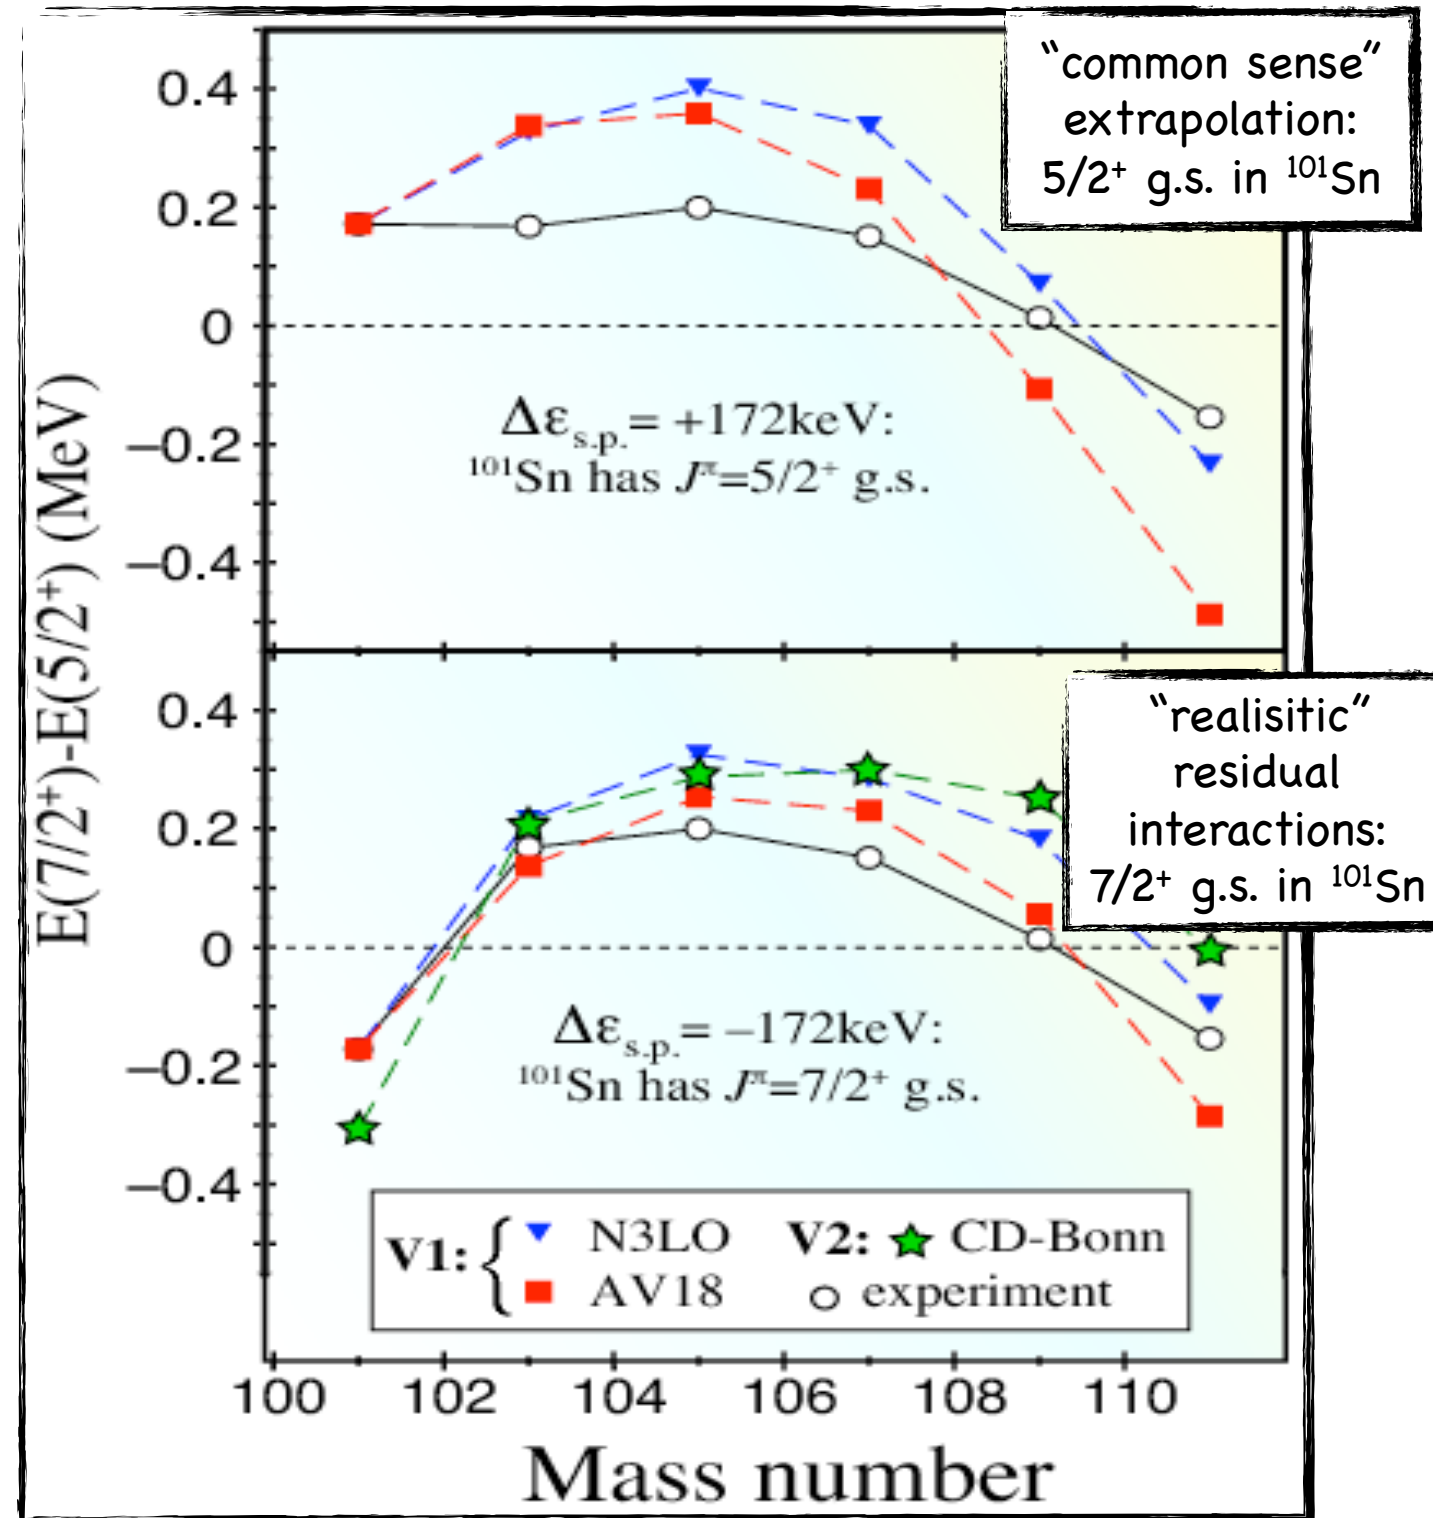 “common sense”
extrapolation:
5/2⁺ g.s. in ¹⁰¹Sn
0.4
0.2
0
−0.2
−0.4
Δεs.p.= +172keV:
¹⁰¹Sn has Jπ=5/2⁺ g.s.
E(7/2⁺)-E(5/2⁺) (MeV)
“realisitic”
residual
interactions:
7/2⁺ g.s. in ¹⁰¹Sn
0.4
0.2
0
−0.2
−0.4
Δεs.p.= −172keV:
¹⁰¹Sn has Jπ=7/2⁺ g.s.
V1: { N3LO V2: CD-Bonn
AV18 experiment
100 102 104 106 108 110
Mass number